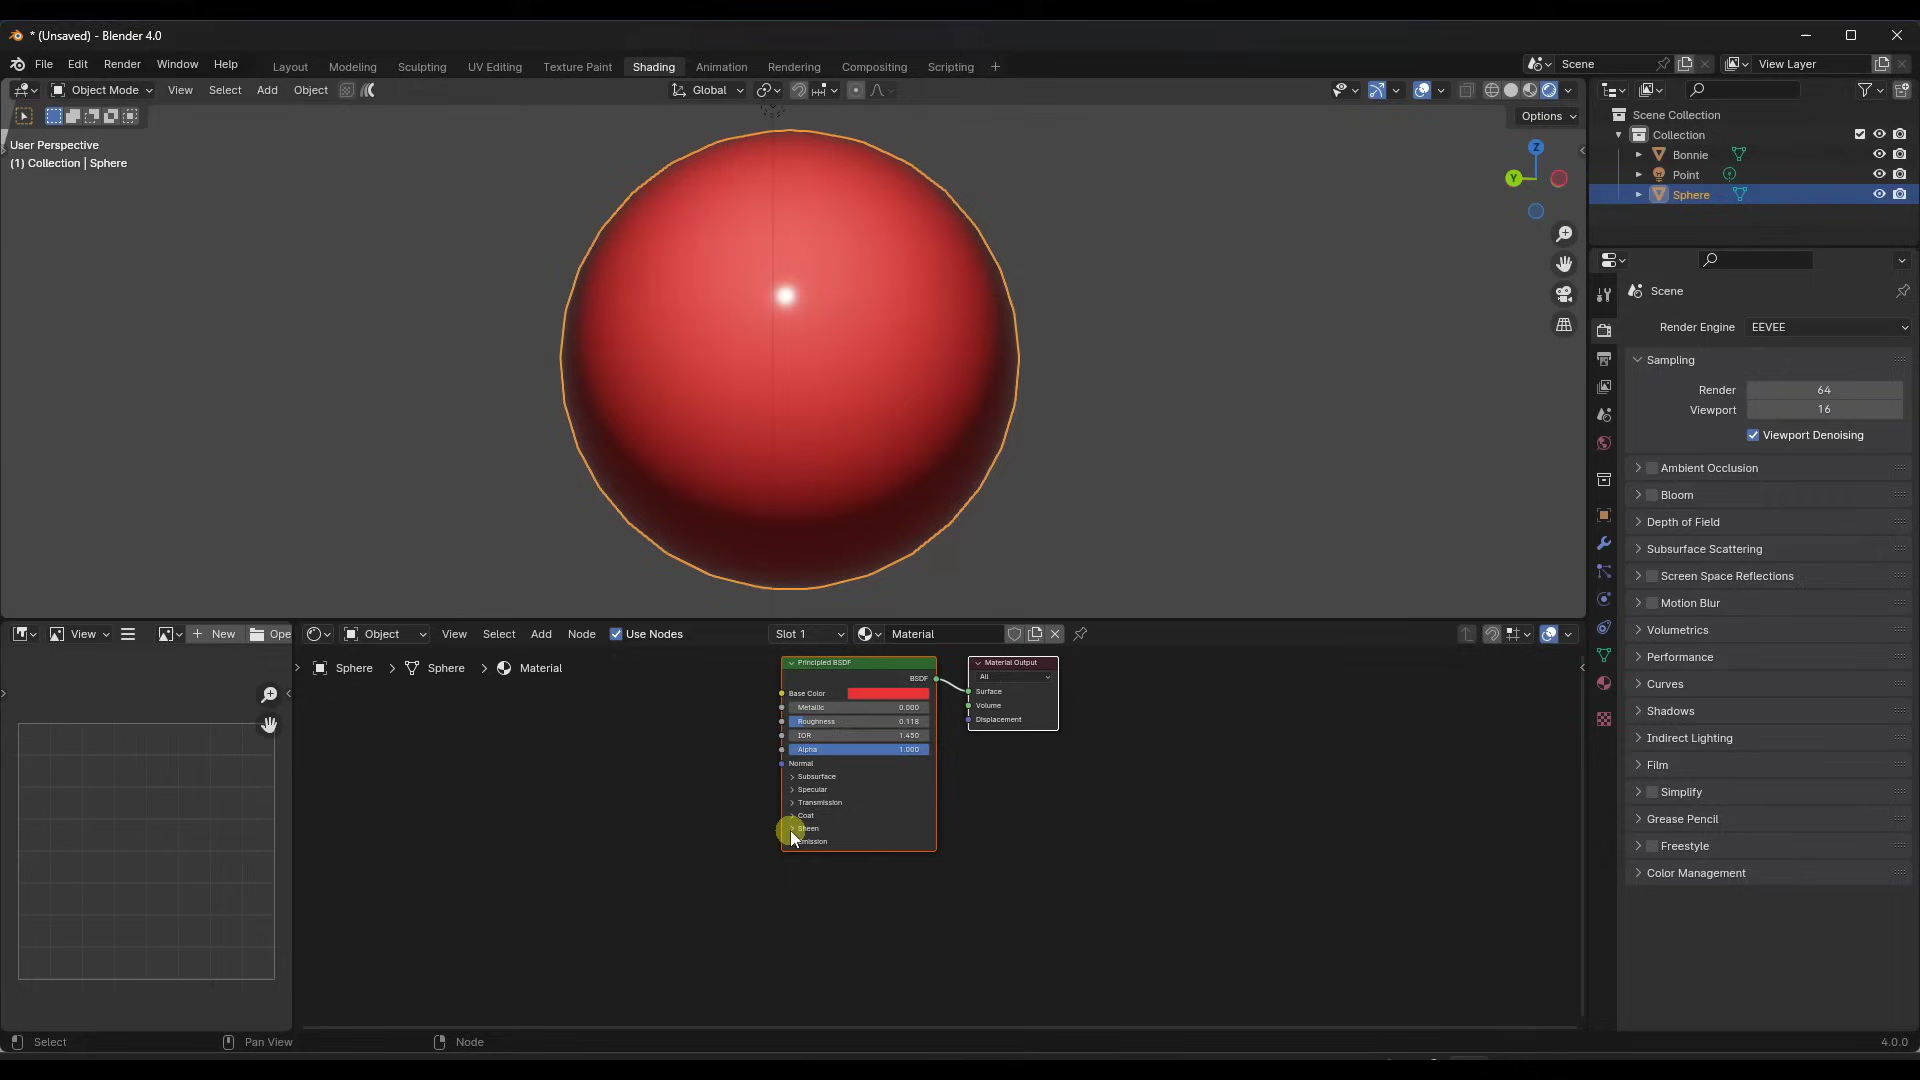 * (Unsaved) - Blender 4.0
File Edit Render Window Help Layout Modeling Sculpting UV Editing Texture Paint Shading Animation Rendering Compositing Scripting + Scene View Layer
Object Mode View Select Add Object Global
Options
User Perspective
(1) Collection | Sphere
Z
Y
Scene Collection
Collection
Bonnie
Point
Sphere
Scene
Render Engine EEVEE
Sampling
Render 64
Viewport 16
Viewport Denoising
Ambient Occlusion
Bloom
Depth of Field
Subsurface Scattering
Screen Space Reflections
Motion Blur
Volumetrics
Performance
Curves
Shadows
Indirect Lighting
Film
Simplify
Grease Pencil
Freestyle
Color Management
View + New Ope
Object View Select Add Node Use Nodes Slot 1 Material
Sphere > Sphere > Material
Principled BSDF
BSDF
Base Color
Metallic 0.000
Roughness 0.118
IOR 1.450
Alpha 1.000
Normal
Subsurface
Specular
Transmission
Coat
Sheen
Emission
Material Output
All
Surface
Volume
Displacement
Select Pan View Node 4.0.0